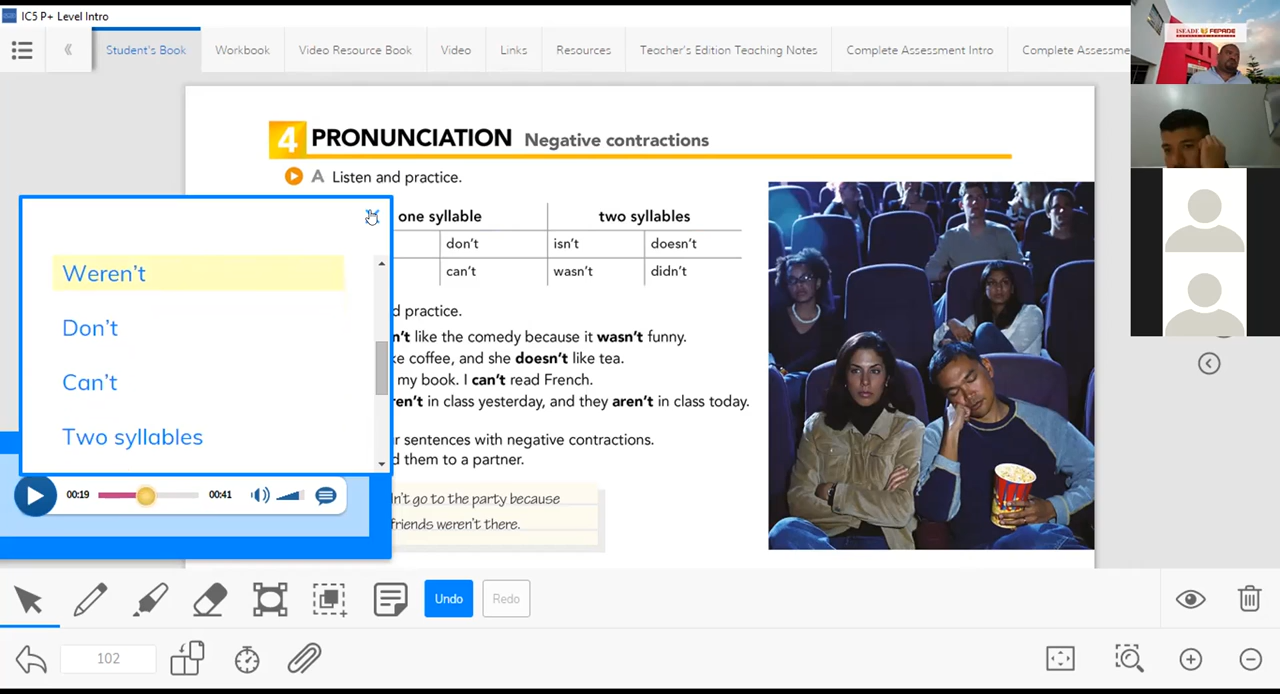 IC5 P+ Level Intro
Student's Book
Workbook
Video Resource Book
Video
Links
Resources
Teacher's Edition Teaching Notes
Complete Assessment Intro
Complete Assessme
ISEADE FEPADE
4 PRONUNCIATION Negative contractions
A Listen and practice.
one syllable two syllables
don't isn't doesn't
can't wasn't didn't
d practice.
n't like the comedy because it wasn't funny.
ke coffee, and she doesn't like tea.
my book. I can't read French.
ren't in class yesterday, and they aren't in class today.
r sentences with negative contractions.
d them to a partner.
n't go to the party because
friends weren't there.
Weren't
Don't
Can't
Two syllables
00:19
00:41
Undo
Redo
102